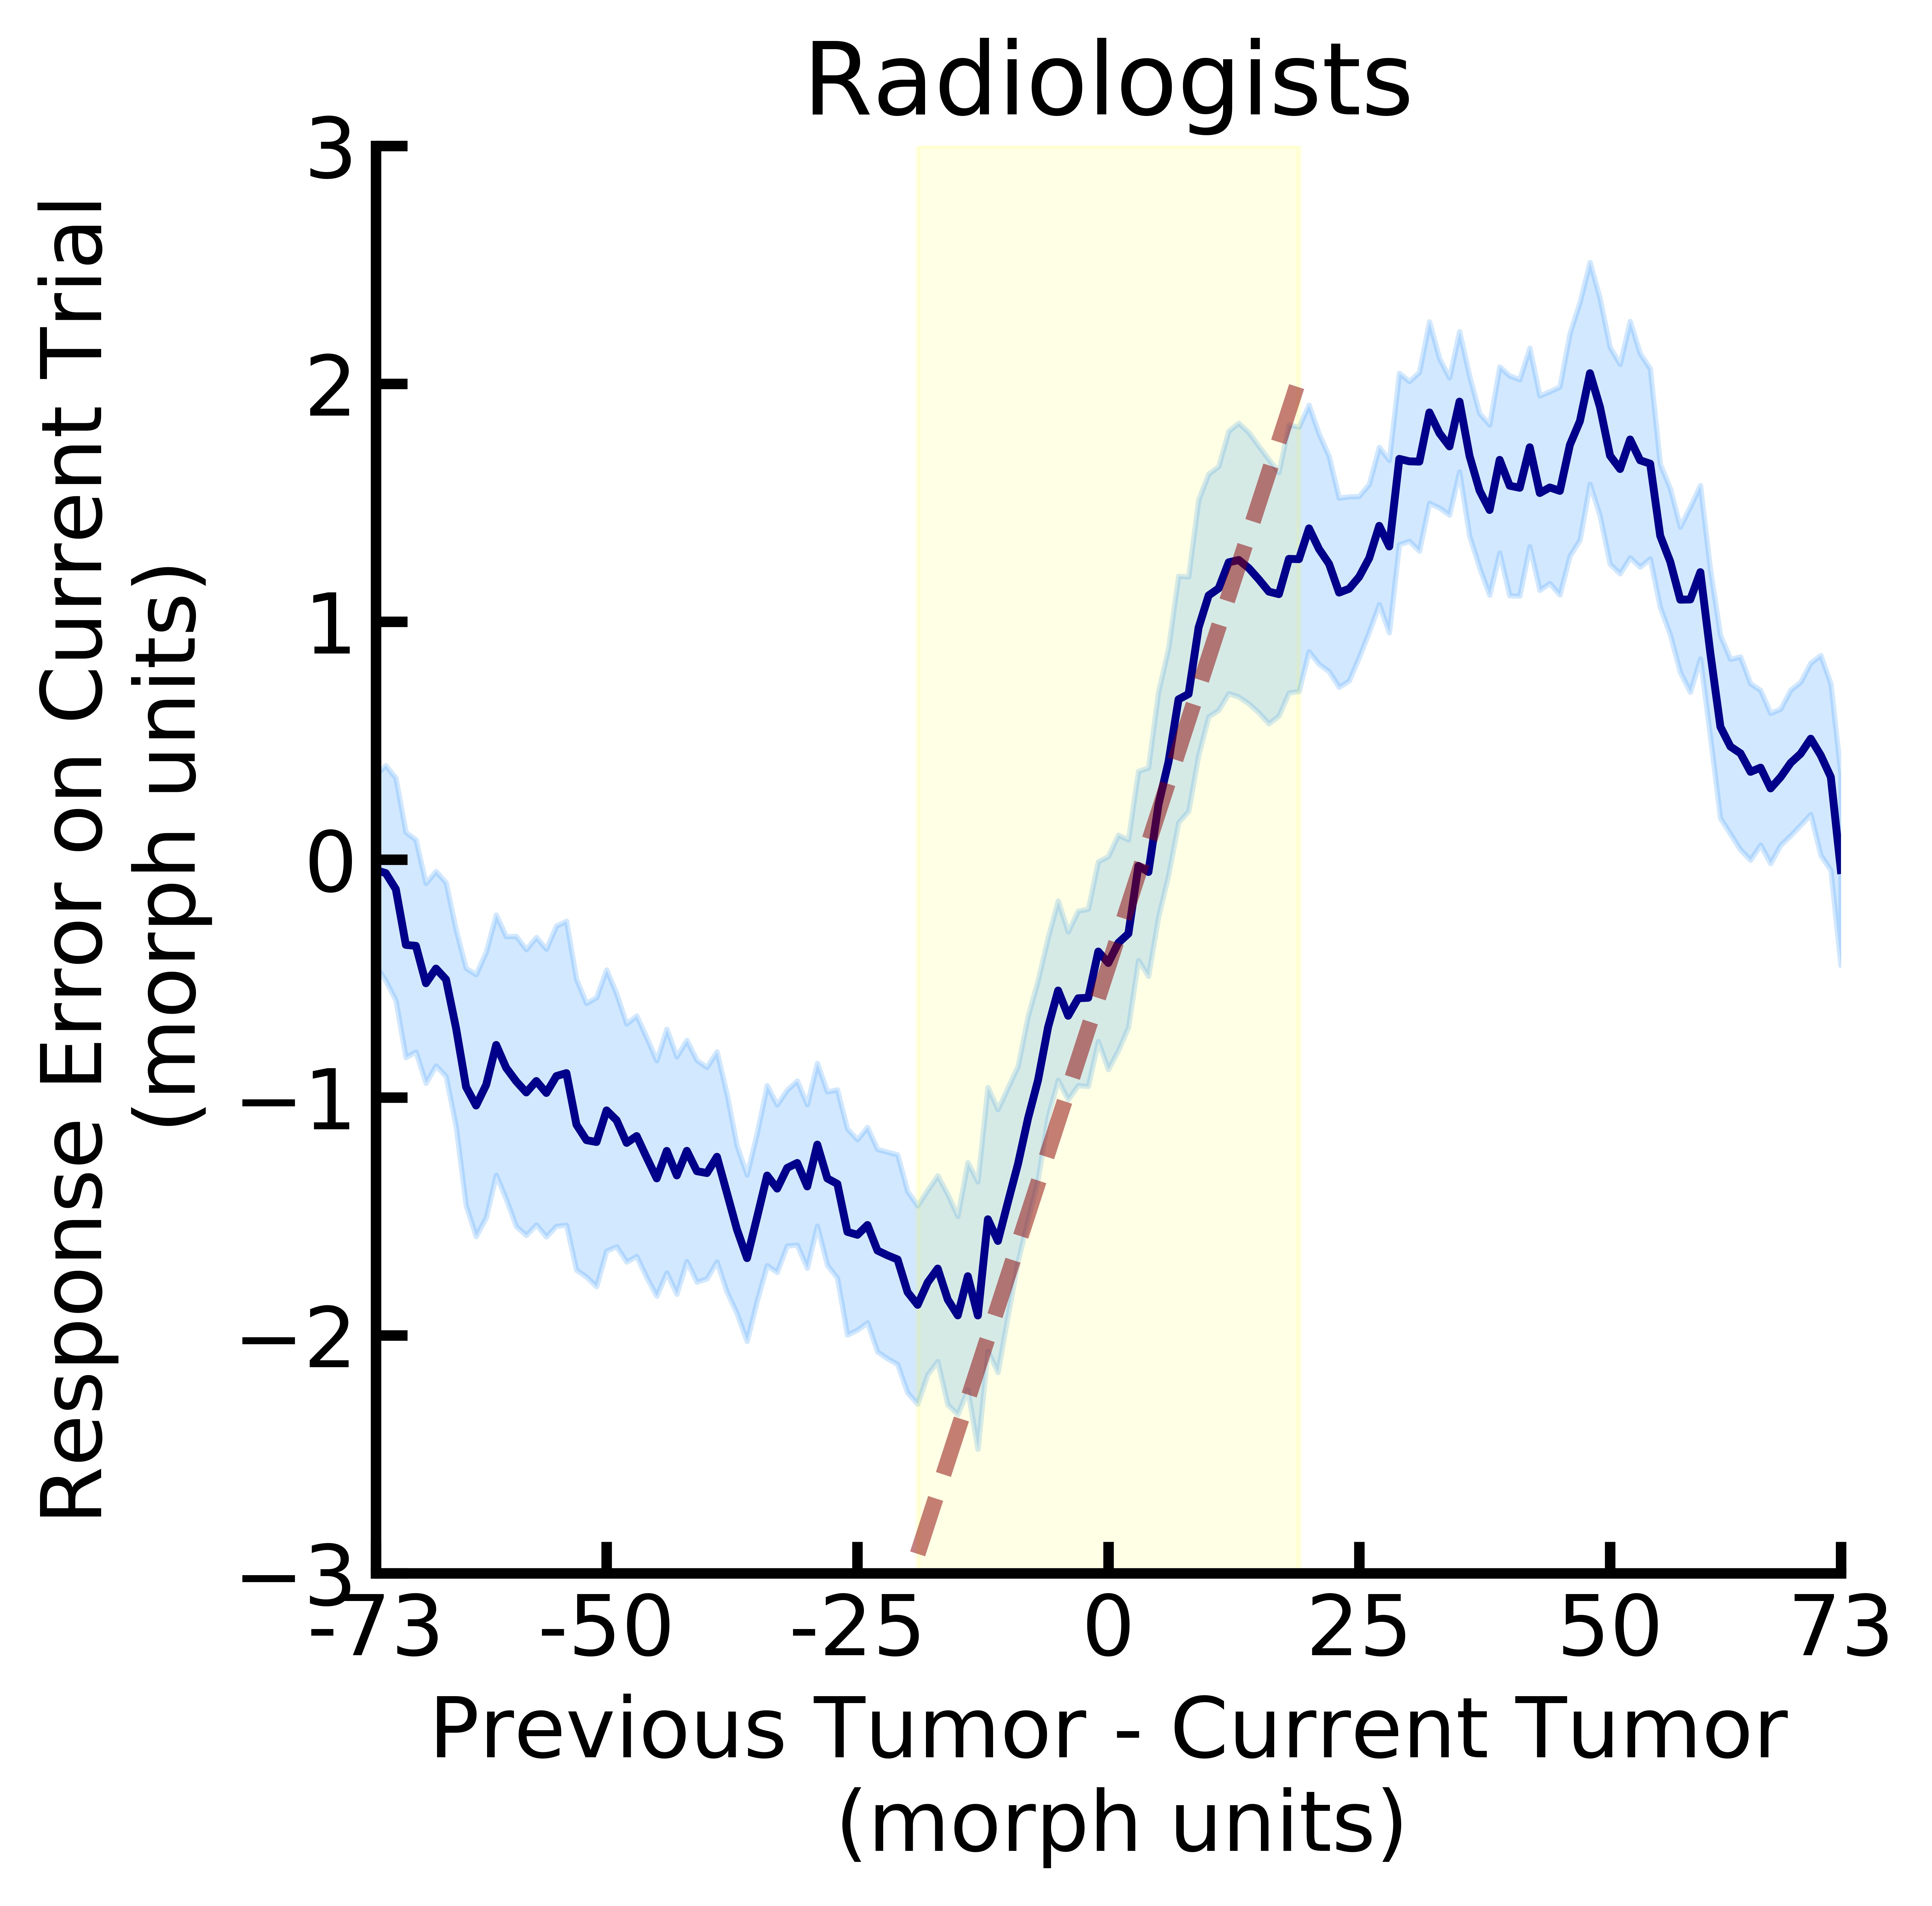 Radiologists
Response Error on Current Trial
(morph units)
3
2
1
0
−1
−2
−3
-73
-50
-25
0
25
50
73
Previous Tumor - Current Tumor
(morph units)